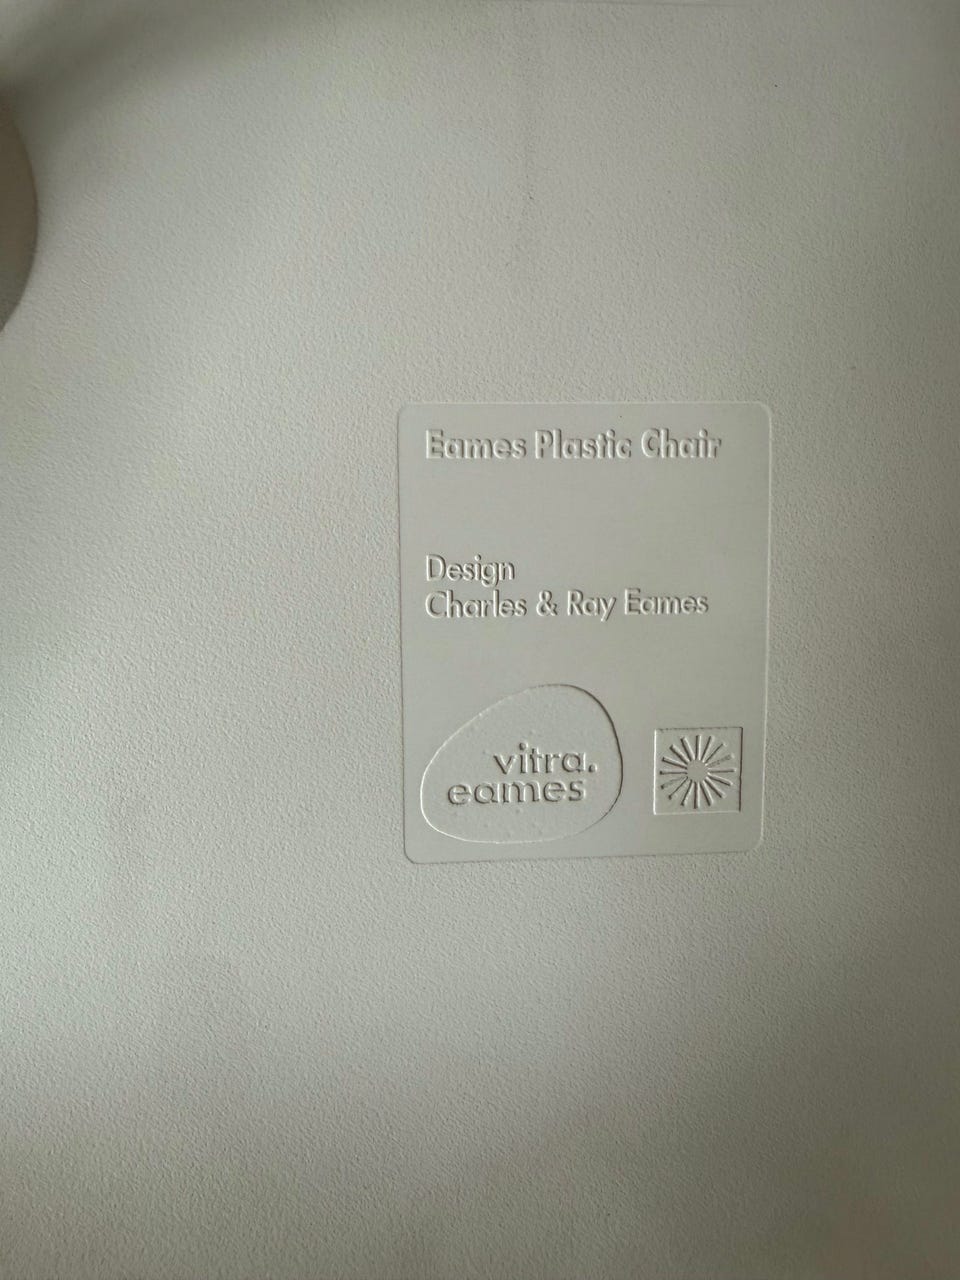 Eames Plastic Chair
Design
Charles & Ray Eames
vitra.
eames